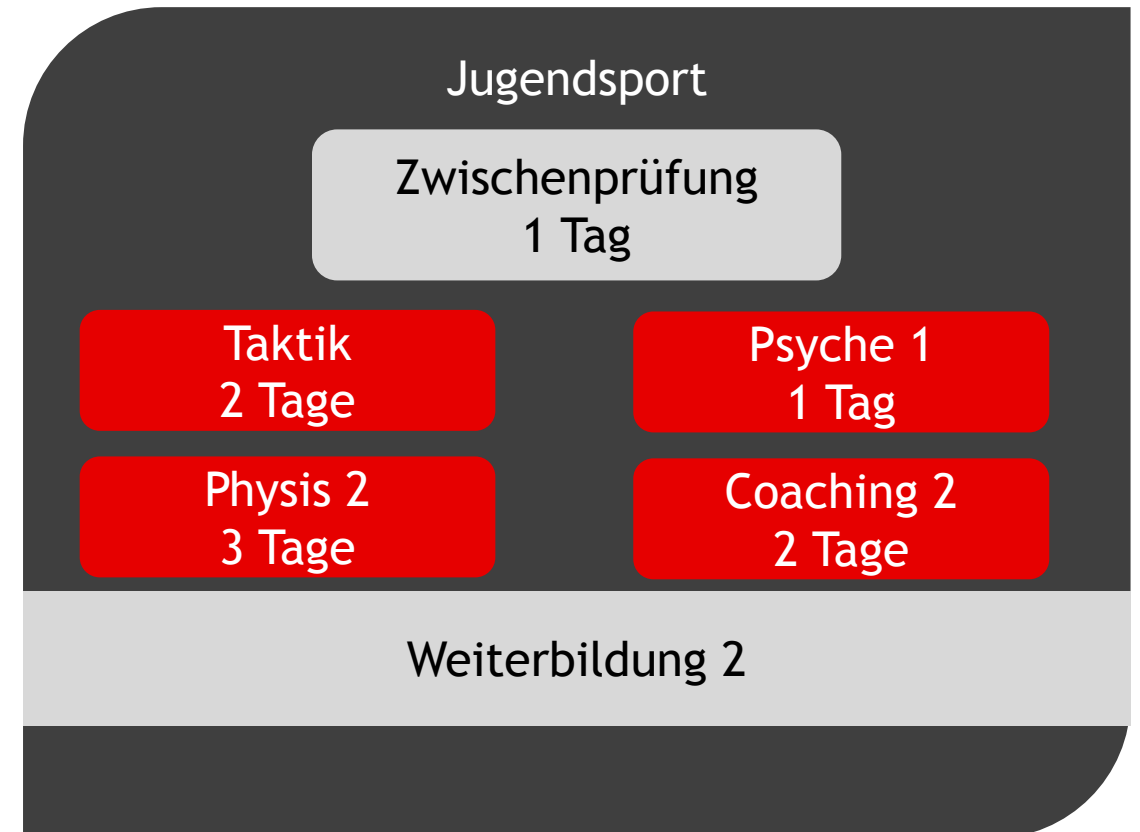 Jugendsport
Zwischenprüfung
1 Tag
Taktik
2 Tage
Psyche 1
1 Tag
Physis 2
3 Tage
Coaching 2
2 Tage
Weiterbildung 2